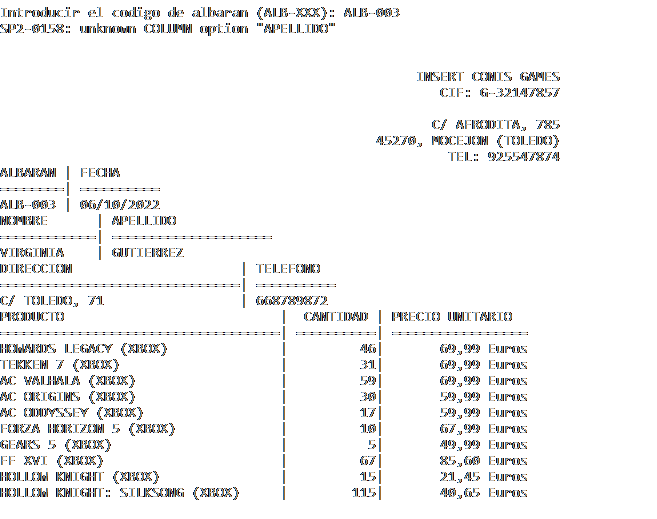 Introducir el codigo de albaran (ALB-XXX): ALB-003
SP2-0158: unknown COLUMN option "APELLIDO"
INSERT COMIS GAMES
CIF: G-32147857
C/ AFRODITA, 785
45270, MOCEJON (TOLEDO)
TEL: 925547874
ALBARAN | FECHA
========| ==========
ALB-003 | 06/10/2022
NOMBRE | APELLIDO
============| ====================
VIRGINIA | GUTIERREZ
DIRECCION | TELEFONO
==============================| ==========
C/ TOLEDO, 71 | 668789872
PRODUCTO | CANTIDAD | PRECIO UNITARIO
===================================| ==========| =================
HOWARDS LEGACY (XBOX) | 46| 69,99 Euros
TEKKEN 7 (XBOX) | 31| 69,99 Euros
AC VALHALA (XBOX) | 59| 69,99 Euros
AC ORIGINS (XBOX) | 30| 59,99 Euros
AC ODDYSSEY (XBOX) | 17| 59,99 Euros
FORZA HORIZON 5 (XBOX) | 10| 67,99 Euros
GEARS 5 (XBOX) | 5| 49,99 Euros
FF XVI (XBOX) | 67| 85,60 Euros
HOLLOW KNIGHT (XBOX) | 15| 21,45 Euros
HOLLOW KNIGHT: SILKSONG (XBOX) | 115| 40,65 Euros